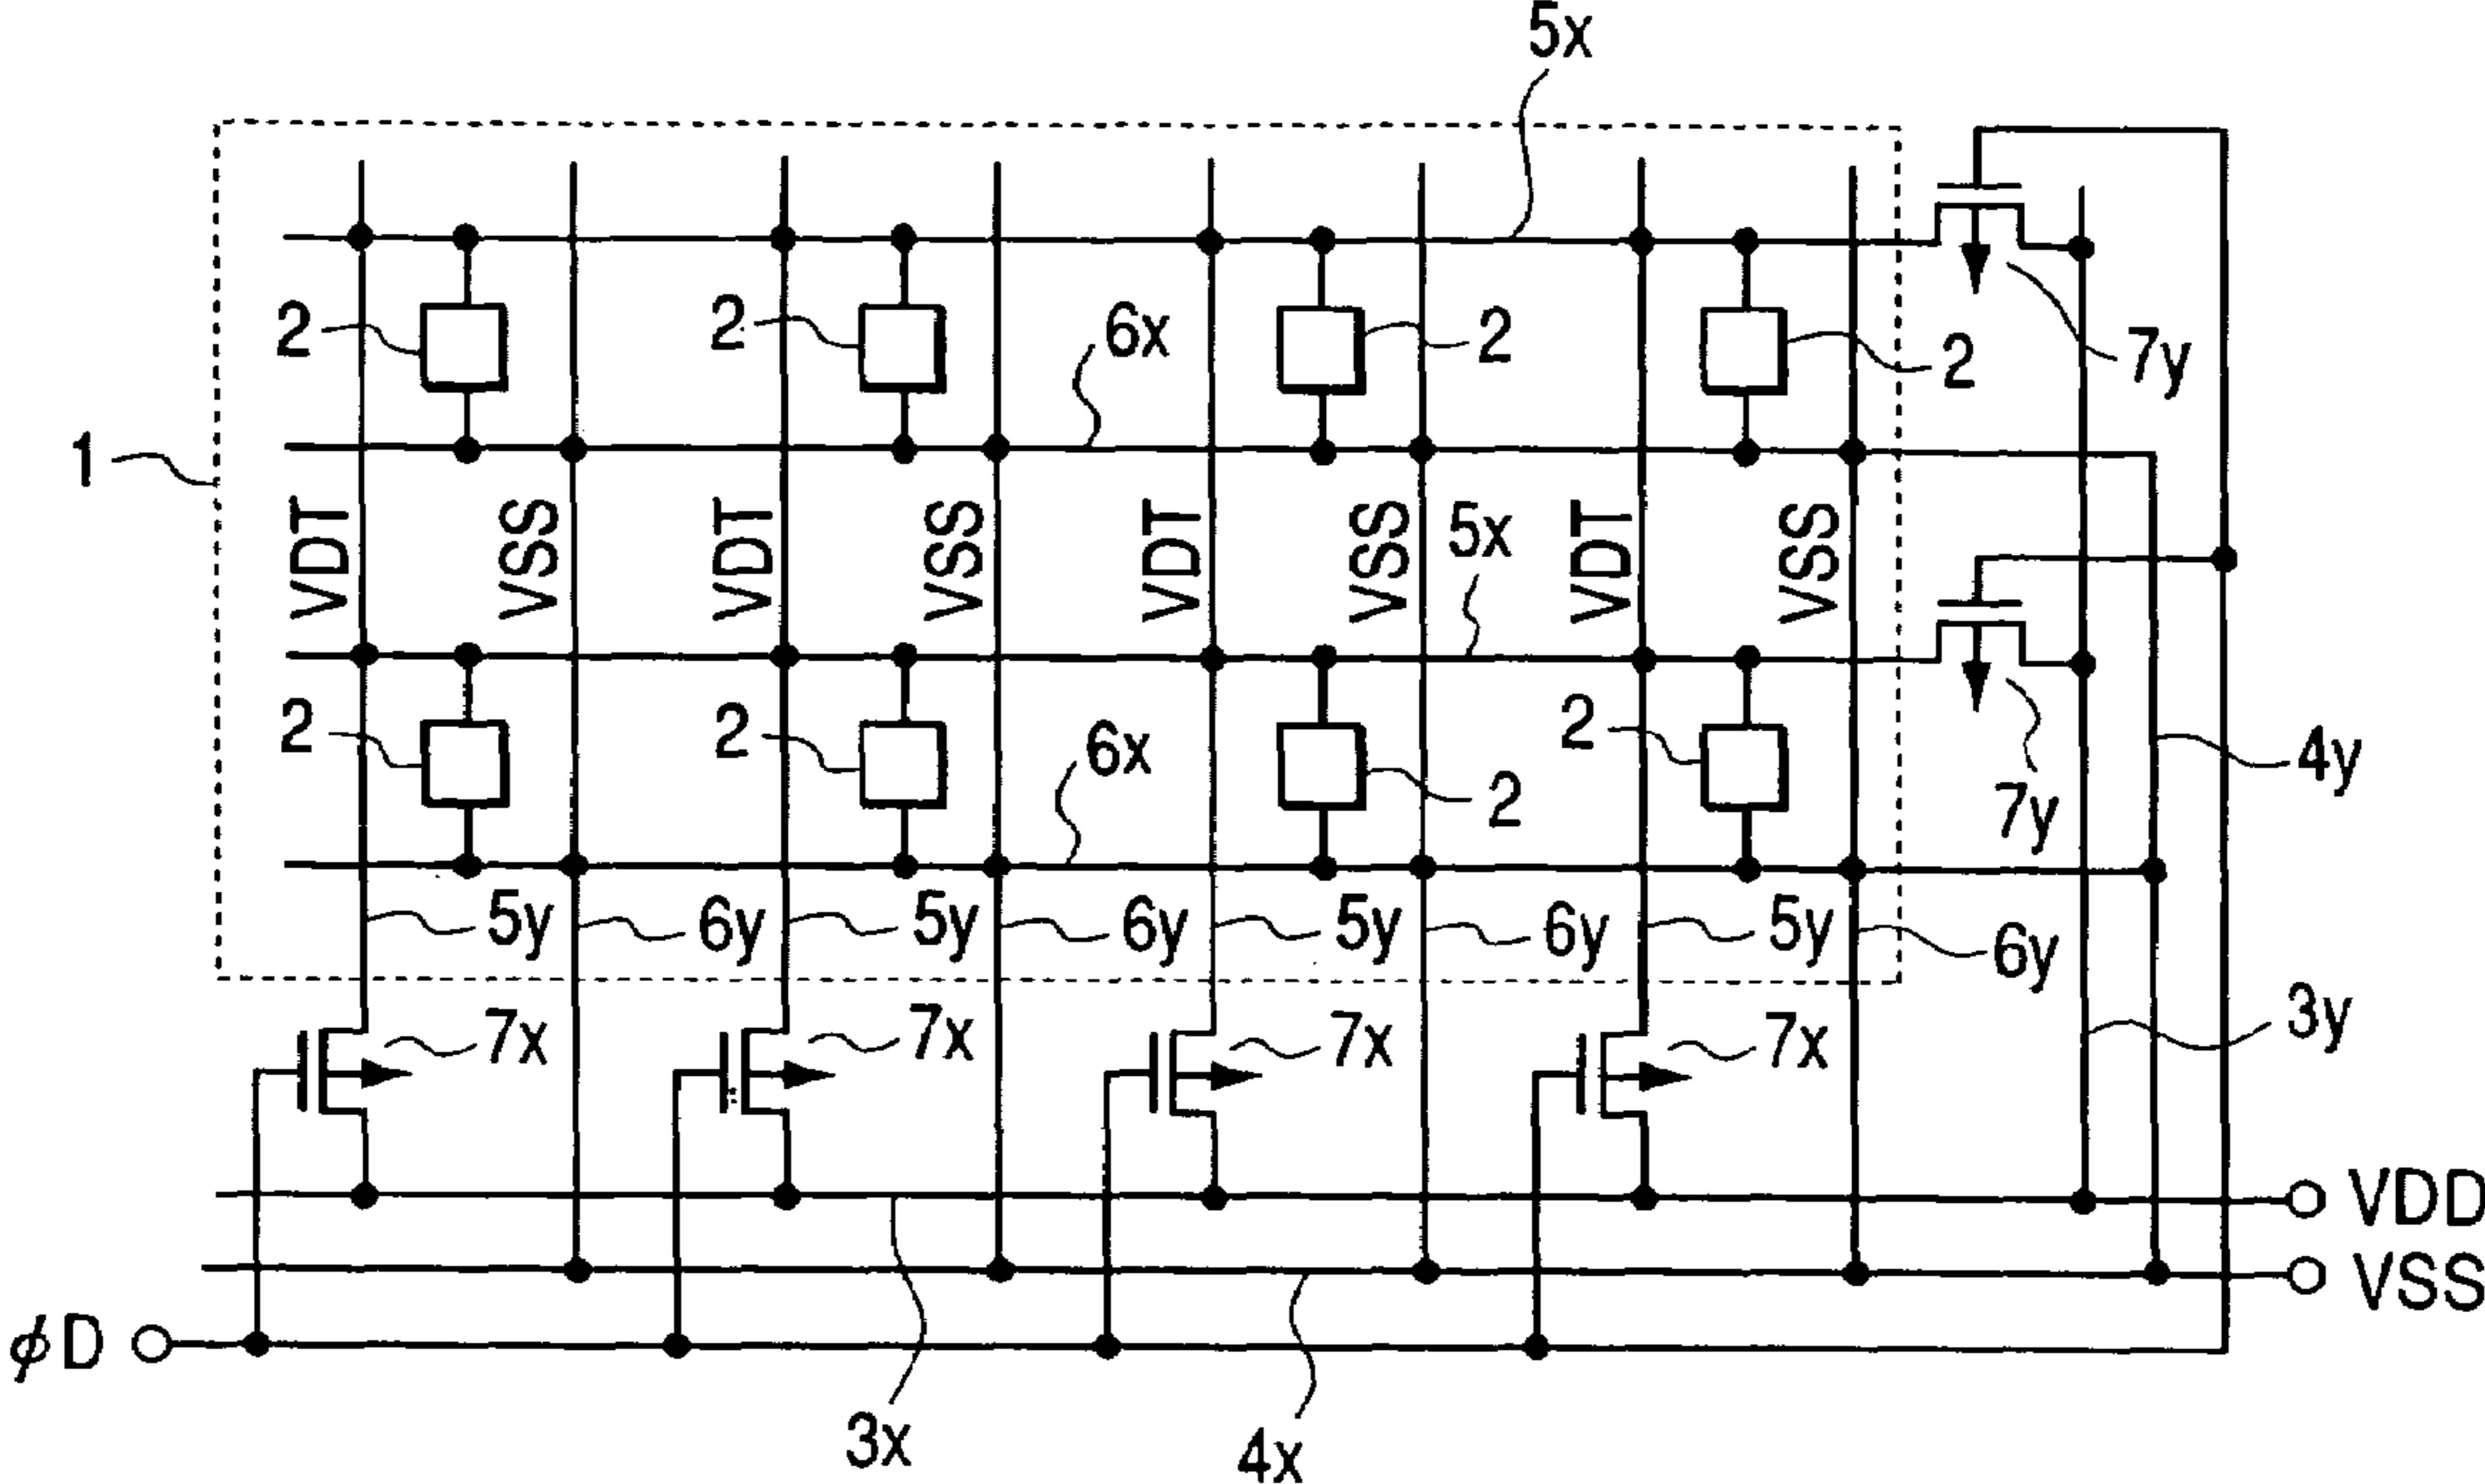 5x
2 2 6x 2 2 7y
1
VDT VSS VDT VSS VDT VSS 5x VDT VSS
2 2 6x 2 2 7y 4y
5y 6y 5y 6y 5y 6y 5y 6y
7x 7x 7x 7x 3y
VDD
VSS
ϕD
3x 4x